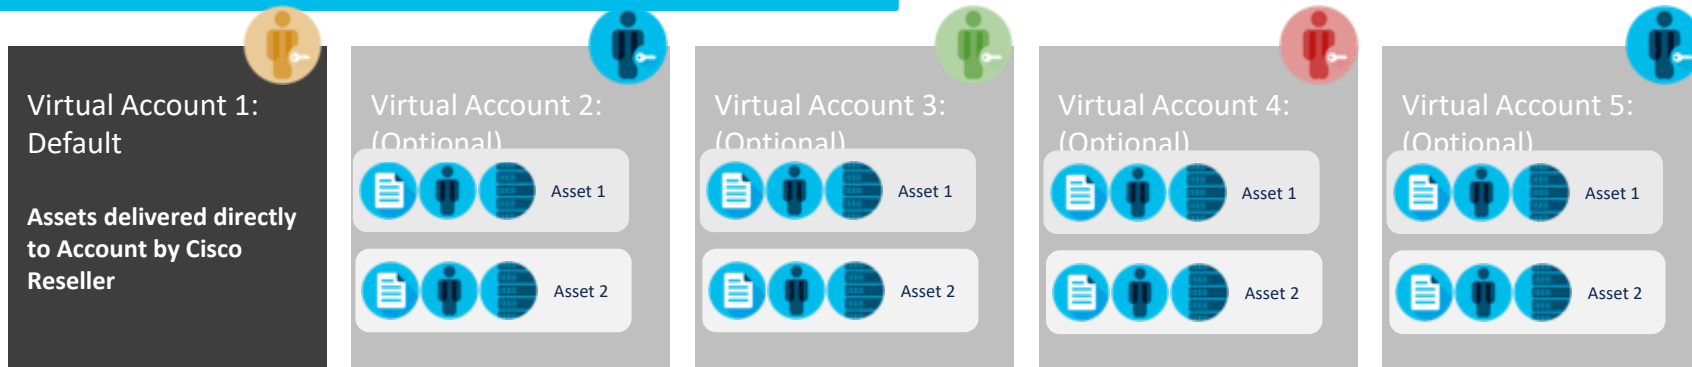 Virtual Account 1:
Default
Assets delivered directly
to Account by Cisco
Reseller
Virtual Account 2:
(Optional)
Asset 1
Asset 2
Virtual Account 3:
(Optional)
Asset 1
Asset 2
Virtual Account 4:
(Optional)
Asset 1
Asset 2
Virtual Account 5:
(Optional)
Asset 1
Asset 2